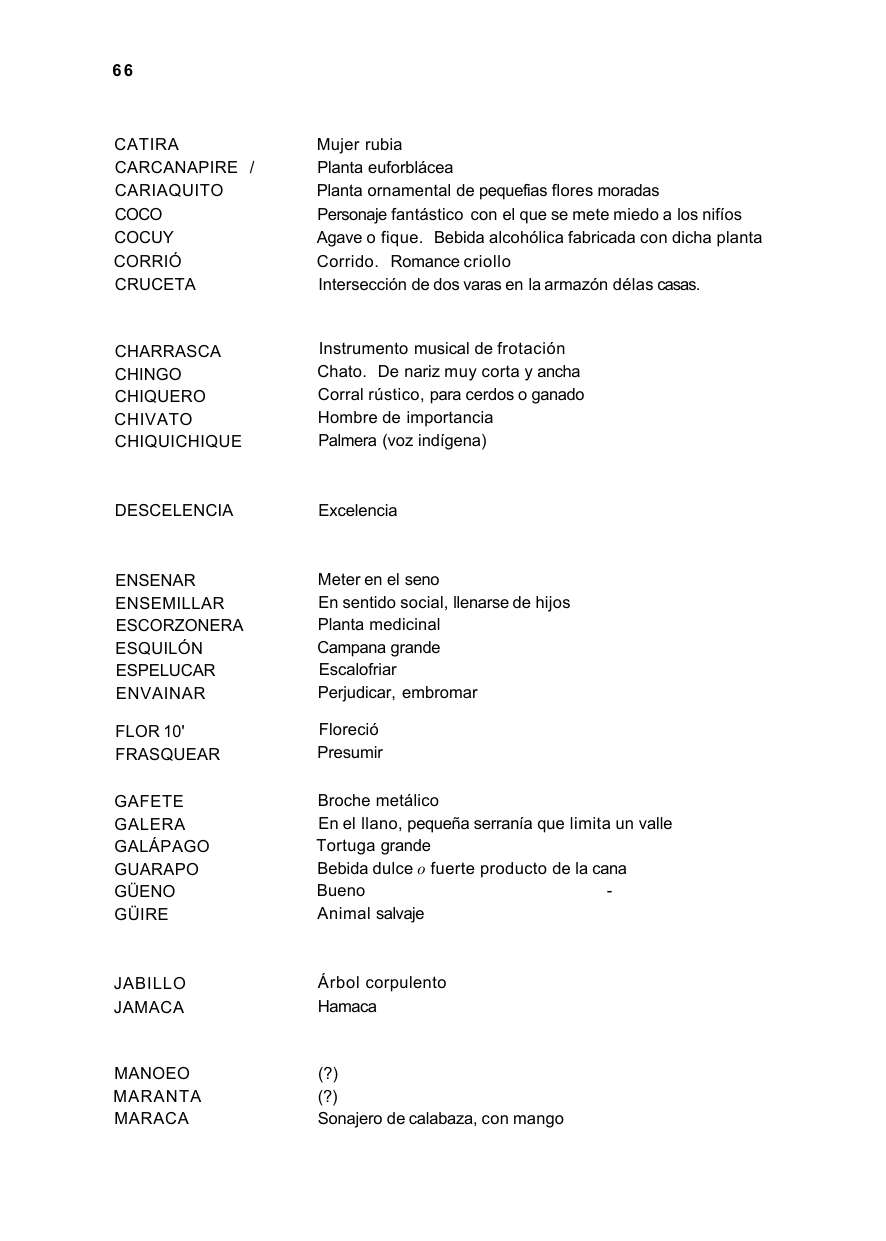 66
CATIRA Mujer rubia
CARCANAPIRE / Planta euforblácea
CARIAQUITO Planta ornamental de pequefias flores moradas
COCO Personaje fantástico con el que se mete miedo a los nifíos
COCUY Agave o fique. Bebida alcohólica fabricada con dicha planta
CORRIÓ Corrido. Romance criollo
CRUCETA Intersección de dos varas en la armazón délas casas.
CHARRASCA Instrumento musical de frotación
CHINGO Chato. De nariz muy corta y ancha
CHIQUERO Corral rústico, para cerdos o ganado
CHIVATO Hombre de importancia
CHIQUICHIQUE Palmera (voz indígena)
DESCELENCIA Excelencia
ENSENAR Meter en el seno
ENSEMILLAR En sentido social, llenarse de hijos
ESCORZONERA Planta medicinal
ESQUILÓN Campana grande
ESPELUCAR Escalofriar
ENVAINAR Perjudicar, embromar
FLOR 10' Floreció
FRASQUEAR Presumir
GAFETE Broche metálico
GALERA En el llano, pequeña serranía que limita un valle
GALÁPAGO Tortuga grande
GUARAPO Bebida dulce o fuerte producto de la cana
GÜENO Bueno -
GÜIRE Animal salvaje
JABILLO Árbol corpulento
JAMACA Hamaca
MANOEO (?)
MARANTA (?)
MARACA Sonajero de calabaza, con mango